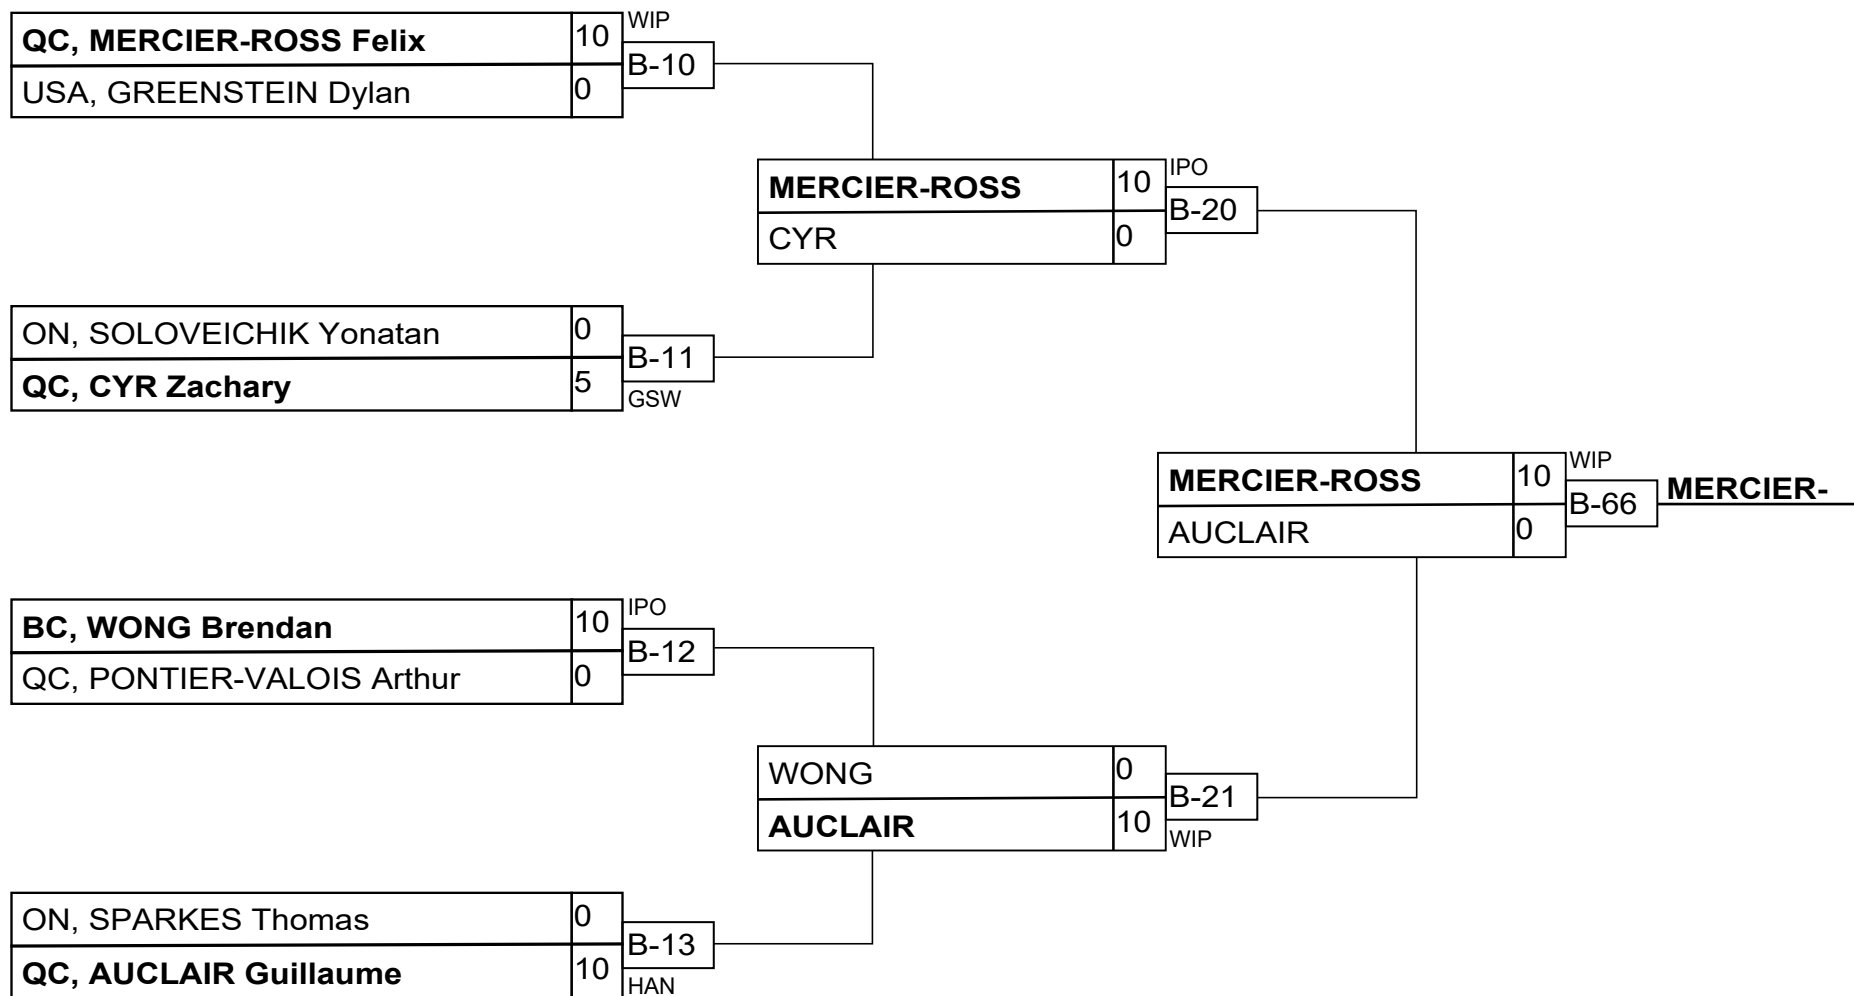 QC, MERCIER-ROSS Felix 10 WIP
B-10
USA, GREENSTEIN Dylan 0
MERCIER-ROSS 10 IPO
B-20
CYR 0
ON, SOLOVEICHIK Yonatan 0
B-11
QC, CYR Zachary 5 GSW
MERCIER-ROSS 10 WIP
B-66 MERCIER-
AUCLAIR 0
BC, WONG Brendan 10 IPO
B-12
QC, PONTIER-VALOIS Arthur 0
WONG 0
B-21
AUCLAIR 10 WIP
ON, SPARKES Thomas 0
B-13
QC, AUCLAIR Guillaume 10 HAN